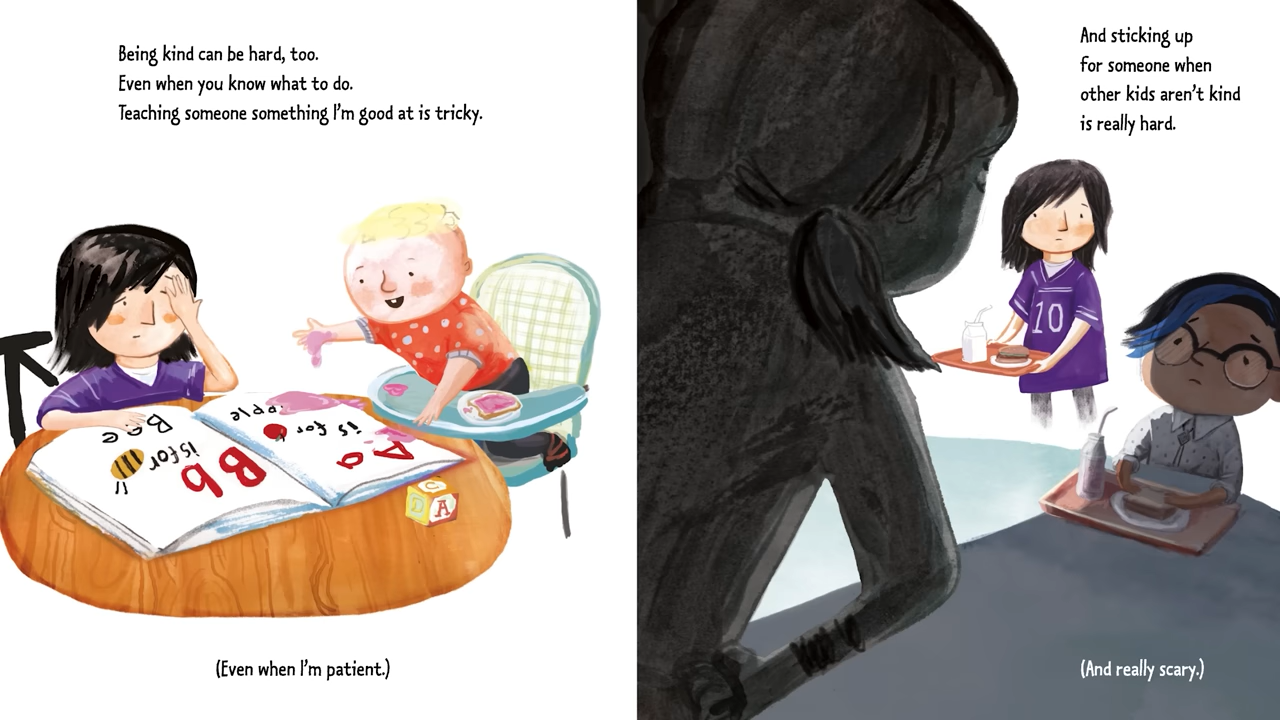 Being kind can be hard, too.
Even when you know what to do.
Teaching someone something I'm good at is tricky.
Aa
is for
apple
Bb
is for
Bee
C
D
A
(Even when I'm patient.)
And sticking up
for someone when
other kids aren't kind
is really hard.
10
(And really scary.)